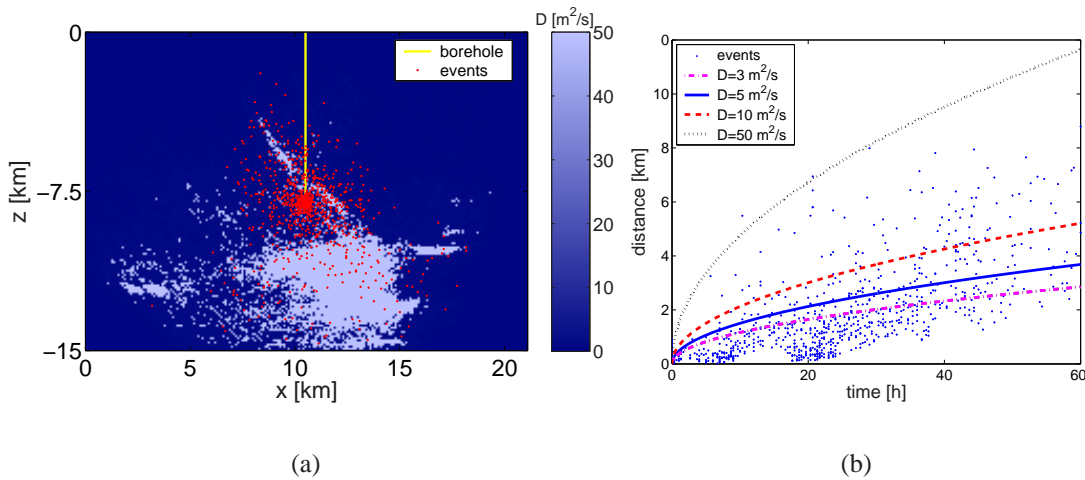 D [m²/s]
0
−7.5
−15
z [km]
0
5
10
15
20
x [km]
borehole
events
50
40
30
20
10
0
(a)
0
10
8
6
4
2
0
distance [km]
0
20
40
60
time [h]
events
D=3 m²/s
D=5 m²/s
D=10 m²/s
D=50 m²/s
(b)